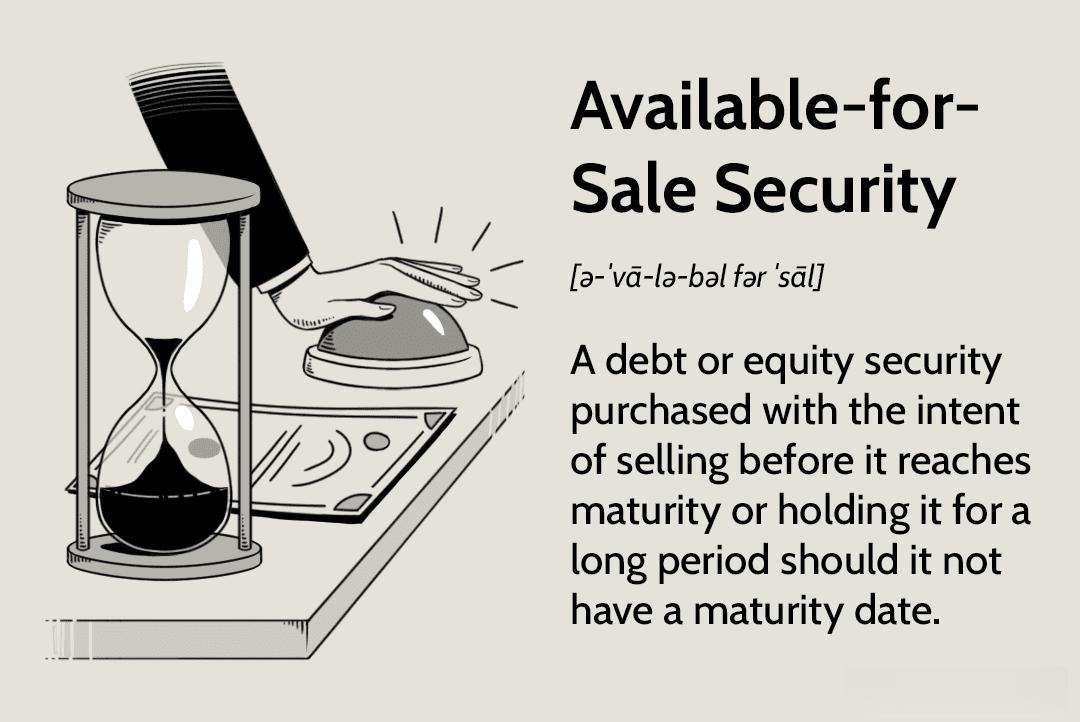 Available-for-
Sale Security
[ə-ˈvā-lə-bəl fər ˈsāl]
A debt or equity security
purchased with the intent
of selling before it reaches
maturity or holding it for a
long period should it not
have a maturity date.